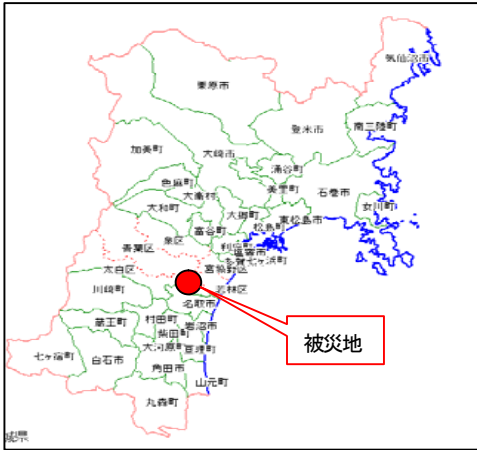 気仙沼市
栗原市
登米市
南三陸町
加美町
大崎市
涌谷町
色麻町
美里町
石巻市
大衡村
女川町
大和町
大郷町
東松島市
富谷町
松島町
泉区
利府町
青葉区
塩竈市
多賀七ヶ浜町
太白区
宮城野区
川崎町
若林区
名取市
蔵王町
村田町
岩沼市
柴田町
七ヶ宿町
白石市
大河原町
亘理町
角田市
山元町
丸森町
被災地